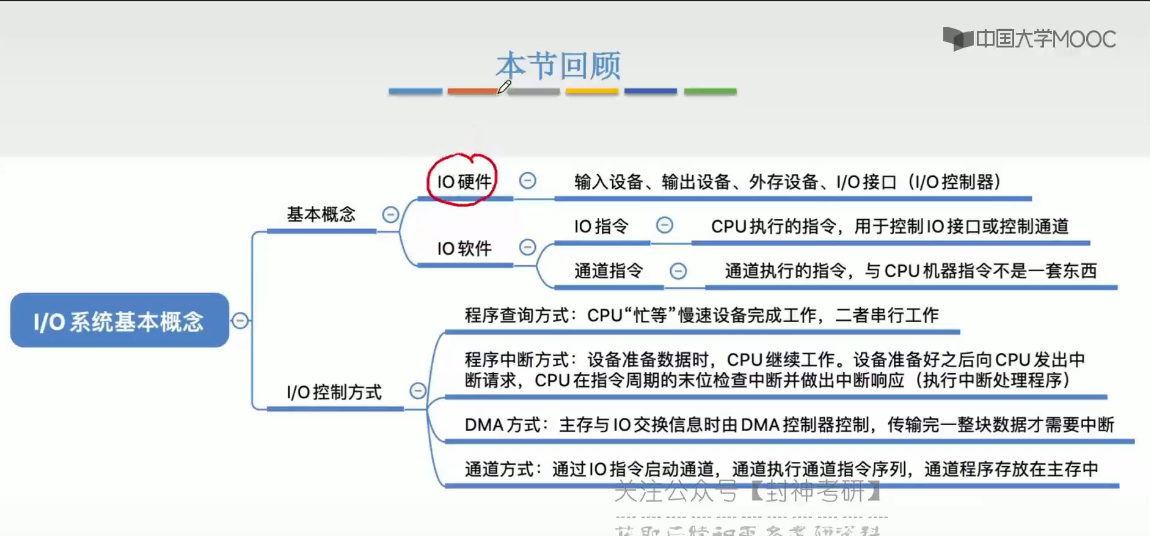 中国大学MOOC
本节回顾
IO硬件
输入设备、输出设备、外存设备、I/O接口（I/O控制器）
基本概念
IO指令
CPU执行的指令，用于控制IO接口或控制通道
IO软件
通道指令
通道执行的指令，与CPU机器指令不是一套东西
I/O系统基本概念
程序查询方式：CPU“忙等”慢速设备完成工作，二者串行工作
程序中断方式：设备准备数据时，CPU继续工作。设备准备好之后向CPU发出中
断请求，CPU在指令周期的末位检查中断并做出中断响应（执行中断处理程序）
I/O控制方式
DMA方式：主存与IO交换信息时由DMA控制器控制，传输完一整块数据才需要中断
通道方式：通过IO指令启动通道，通道执行通道指令序列，通道程序存放在主存中
关注公众号【封神考研】